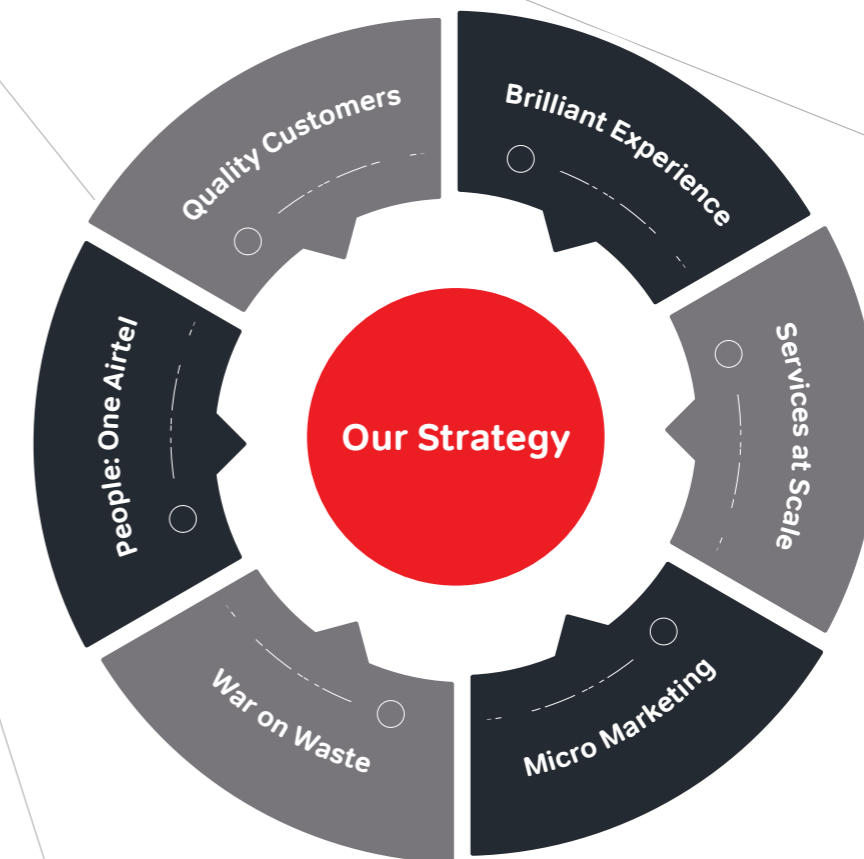 Quality Customers
Brilliant Experience
Services at Scale
Micro Marketing
War on Waste
People: One Airtel
Our Strategy